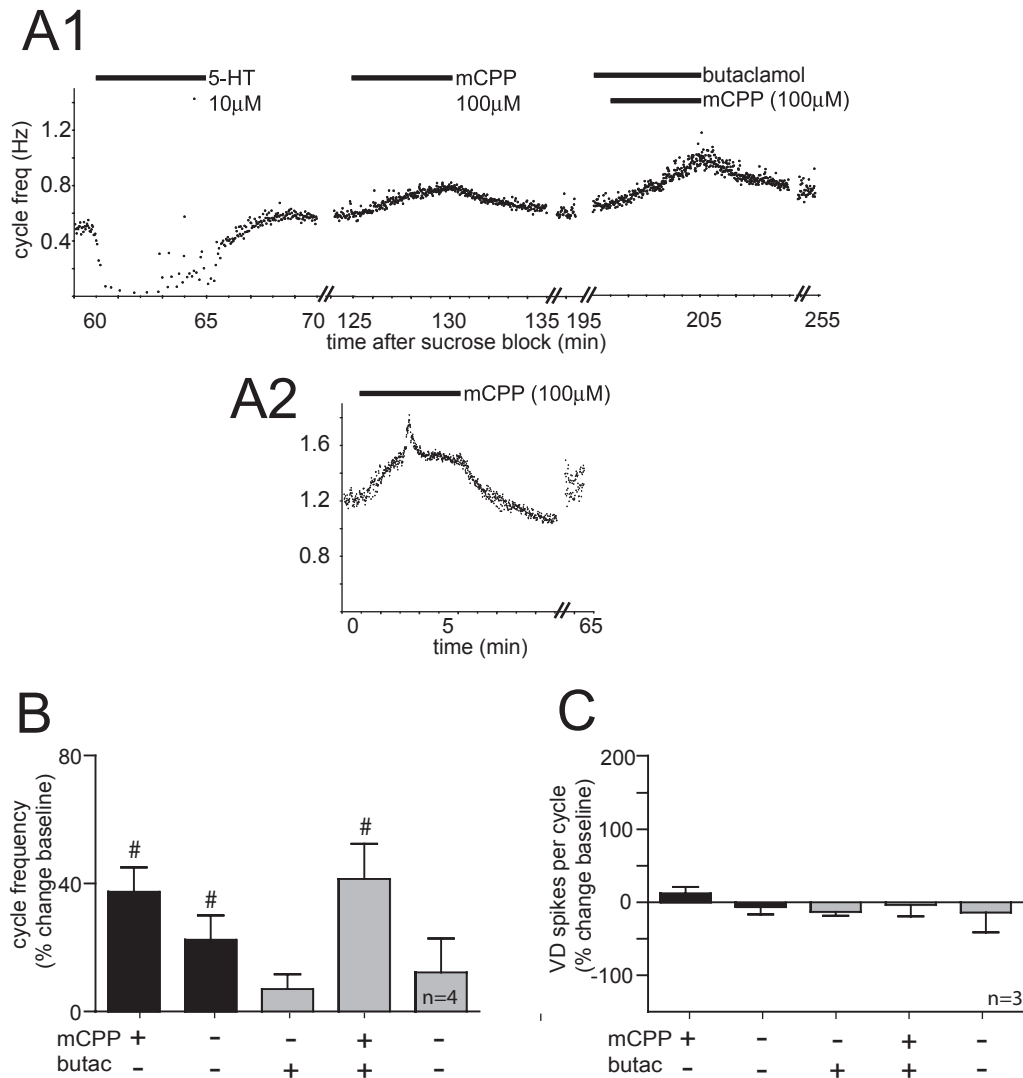 A1
5-HT
10μM
mCPP
100μM
butaclamol
mCPP (100μM)
cycle freq (Hz)
1.2
0.8
0.4
60 65 70 125 130 135 195 205 255
time after sucrose block (min)
A2
mCPP (100μM)
1.6
1.2
0.8
0 5 65
time (min)
B
cycle frequency
(% change baseline)
80
40
0
# # #
n=4
mCPP + - - + -
butac - - + + -
C
VD spikes per cycle
(% change baseline)
200
100
0
-100
n=3
mCPP + - - + -
butac - - + + -